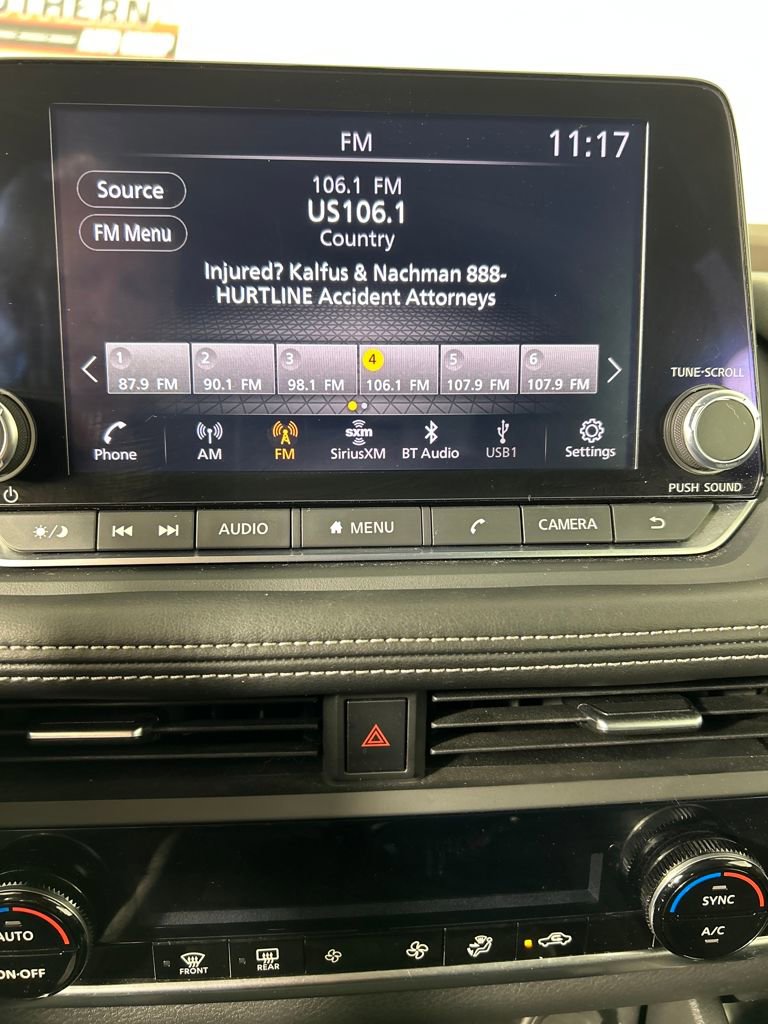 FM
11:17
Source
106.1 FM
US106.1
FM Menu
Country
Injured? Kalfus & Nachman 888-
HURTLINE Accident Attorneys
1 2 3 4 5 6
87.9 FM 90.1 FM 98.1 FM 106.1 FM 107.9 FM 107.9 FM
TUNE·SCROLL
sxm
Phone AM FM SiriusXM BT Audio USB1 Settings
PUSH SOUND
AUDIO MENU CAMERA
AUTO
ON·OFF
FRONT
REAR
SYNC
A/C